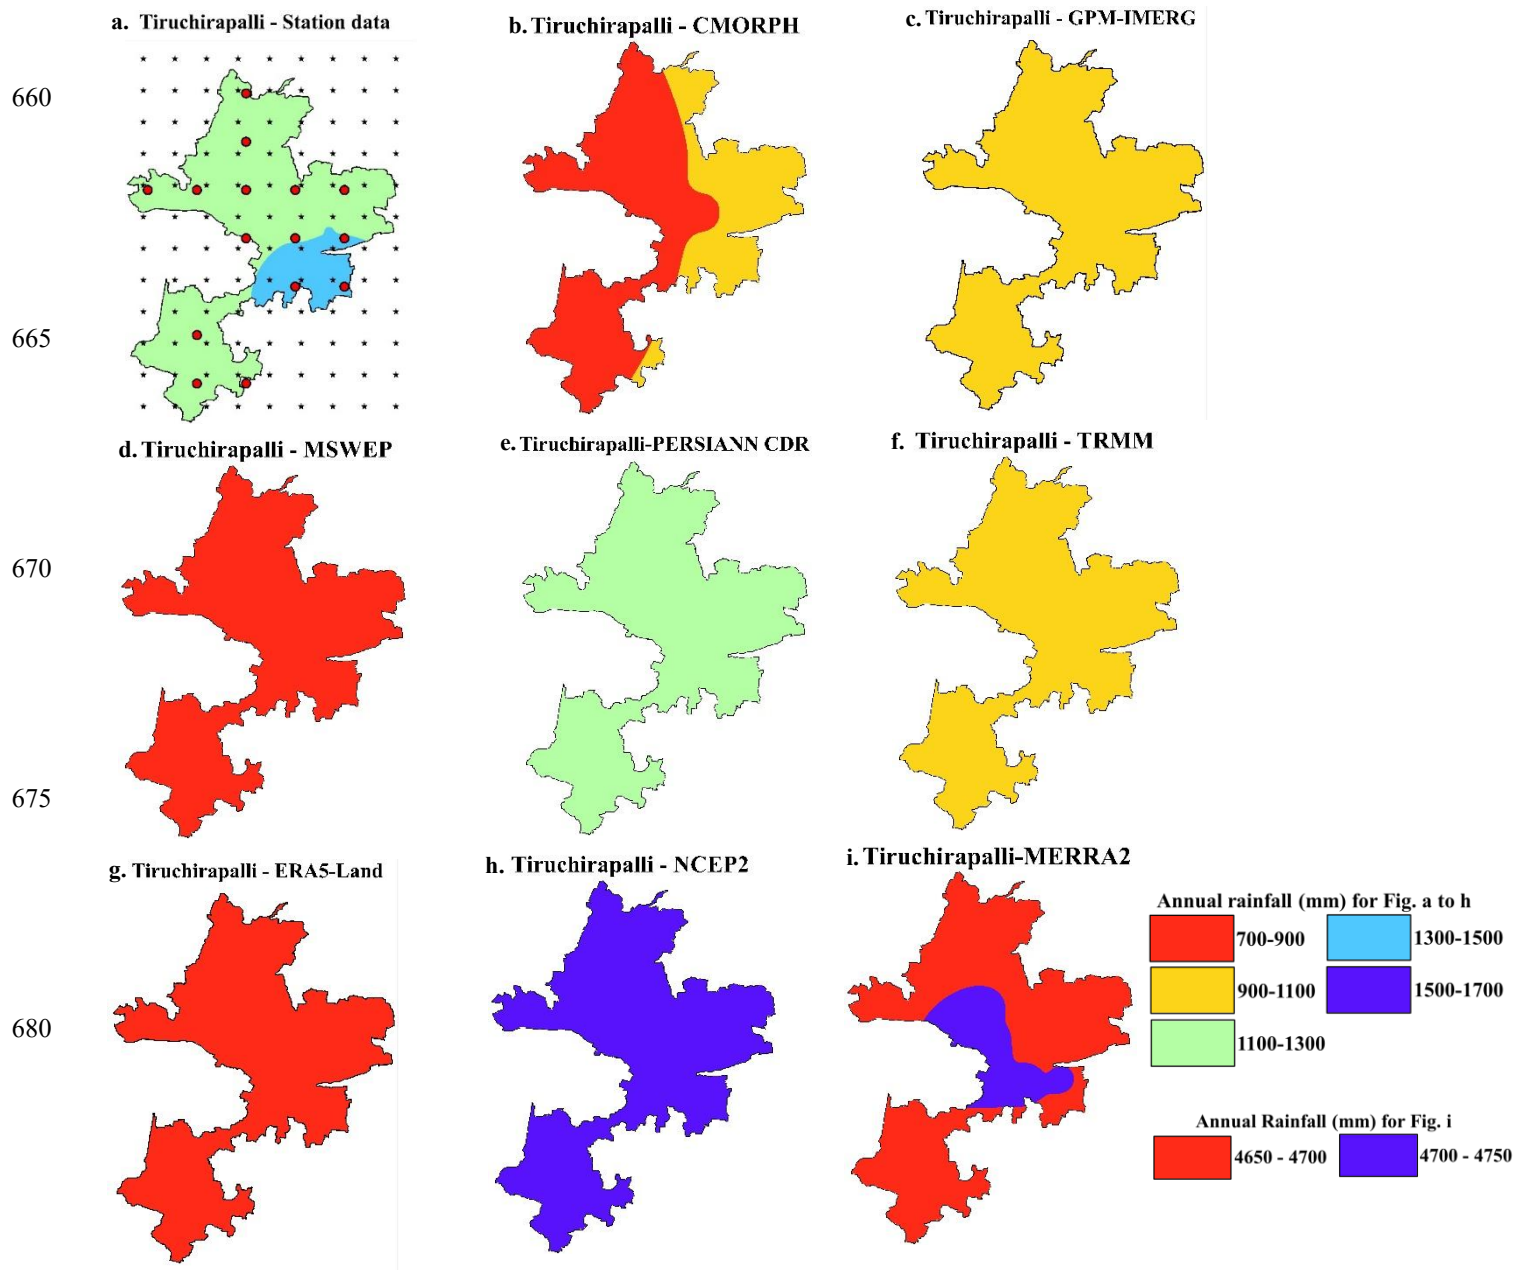 a. Tiruchirapalli - Station data
b. Tiruchirapalli - CMORPH
c. Tiruchirapalli - GPM-IMERG
660
665
d. Tiruchirapalli - MSWEP
e. Tiruchirapalli-PERSIANN CDR
f. Tiruchirapalli - TRMM
670
675
g. Tiruchirapalli - ERA5-Land
h. Tiruchirapalli - NCEP2
i. Tiruchirapalli-MERRA2
680
Annual rainfall (mm) for Fig. a to h
700-900
1300-1500
900-1100
1500-1700
1100-1300
Annual Rainfall (mm) for Fig. i
4650 - 4700
4700 - 4750